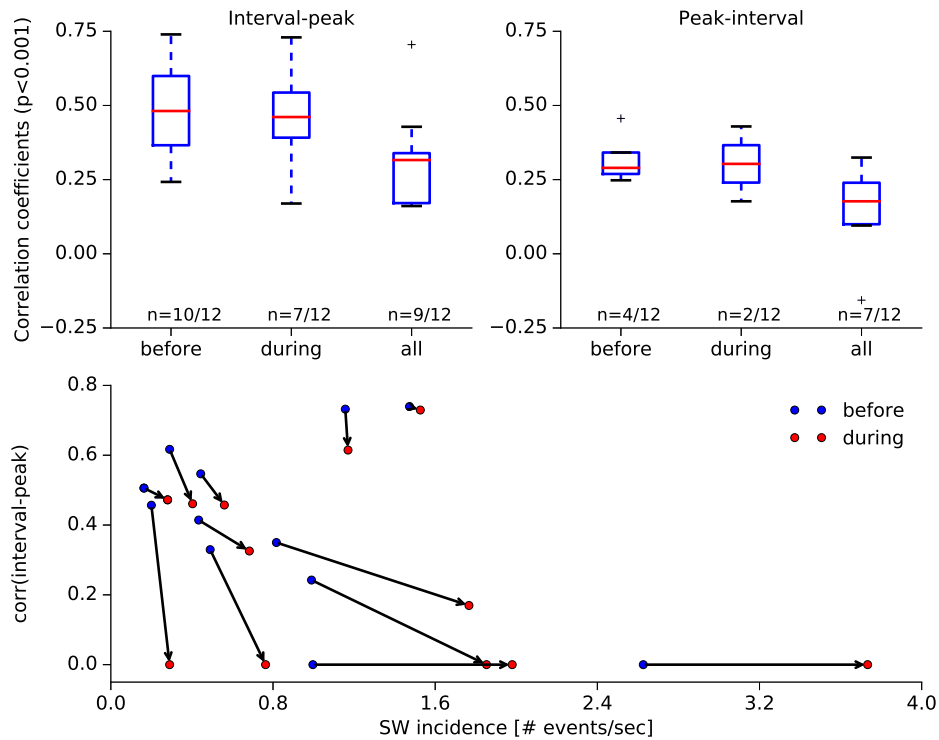 Interval-peak
Correlation coefficients (p<0.001)
0.75
0.50
0.25
0.00
−0.25
n=10/12 n=7/12 n=9/12
before during all
Peak-interval
0.75
0.50
0.25
0.00
−0.25
n=4/12 n=2/12 n=7/12
before during all
corr(interval-peak)
0.8
0.6
0.4
0.2
0.0
before
during
0.0 0.8 1.6 2.4 3.2 4.0
SW incidence [# events/sec]